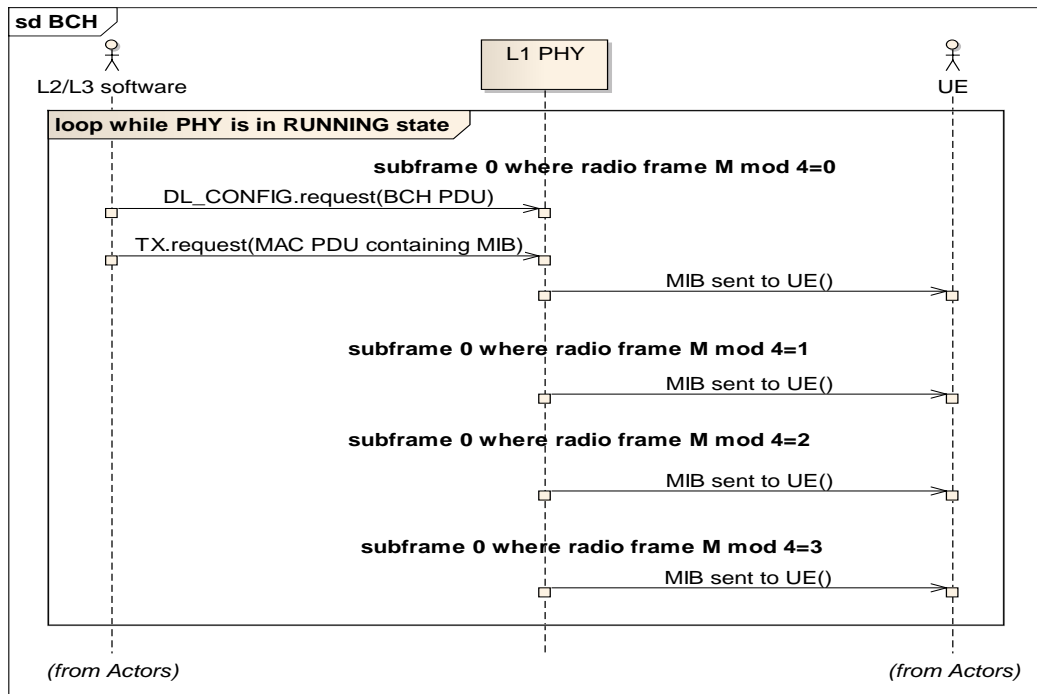 sd BCH
L2/L3 software
L1 PHY
UE
loop while PHY is in RUNNING state
subframe 0 where radio frame M mod 4=0
DL_CONFIG.request(BCH PDU)
TX.request(MAC PDU containing MIB)
MIB sent to UE()
subframe 0 where radio frame M mod 4=1
MIB sent to UE()
subframe 0 where radio frame M mod 4=2
MIB sent to UE()
subframe 0 where radio frame M mod 4=3
MIB sent to UE()
(from Actors)
(from Actors)